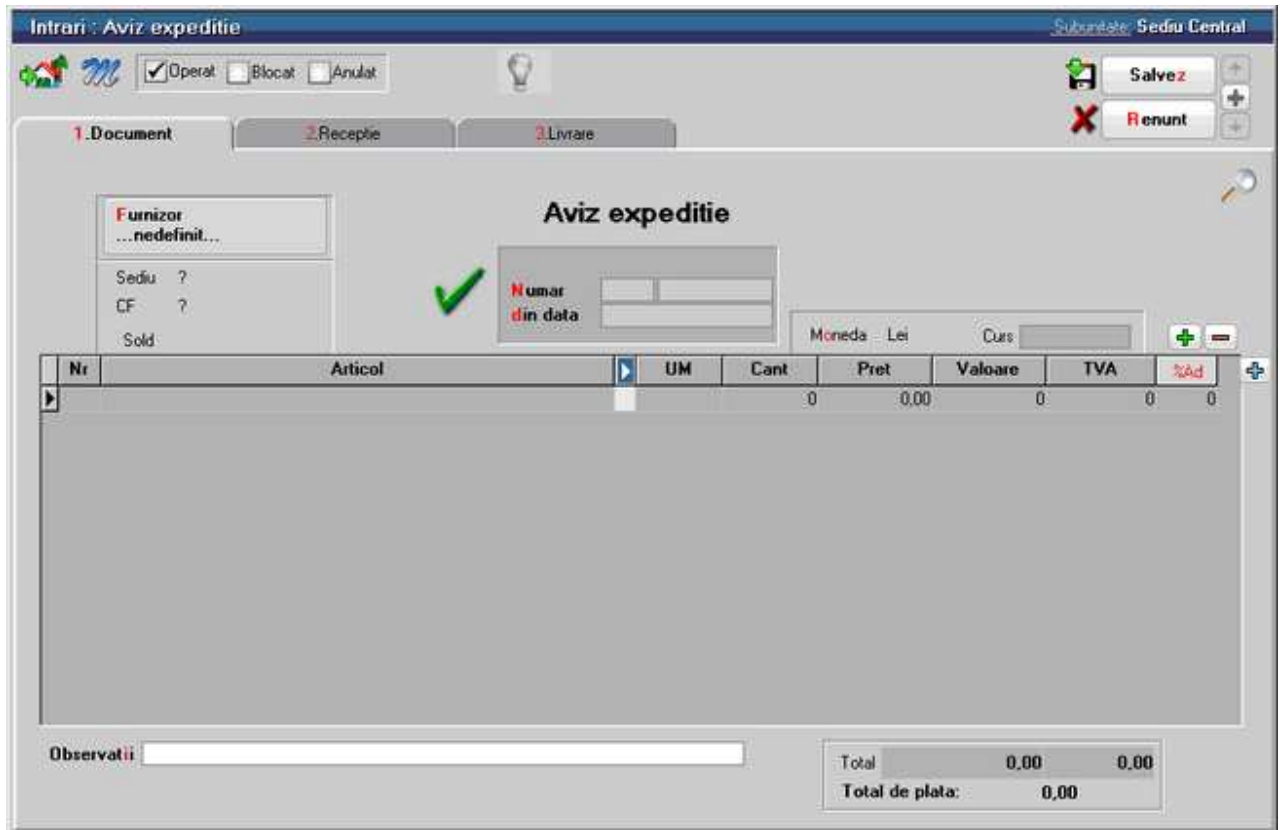 Intrari : Aviz expeditie Subunitate: Sediu Central
Operat Blocat Anulat Salvez
Renunt
1.Document 2.Receptie 3.Livrare
Furnizor
...nedefinit...
Aviz expeditie
Sediu ?
CF ?
Sold
Numar
din data
Moneda Lei Curs
Nr Articol UM Cant Pret Valoare TVA %Ad
0 0,00 0 0 0
Observatii
Total 0,00 0,00
Total de plata: 0,00